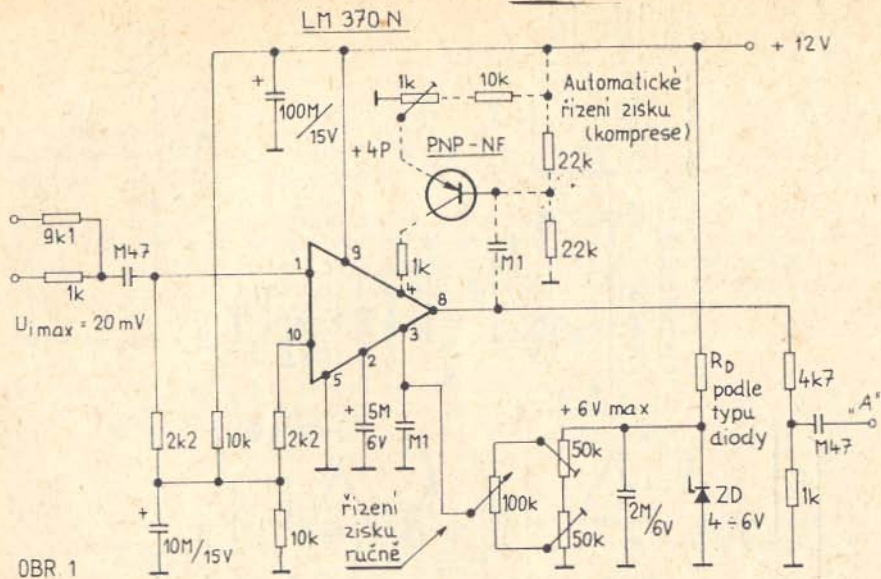 LM 370 N
+ 12V
1k
10k
Automatické
řízení zisku
(komprese)
+
100M/15V
+4P
PNP-NF
22k
22k
9k1
M47
1k
Ui max = 20 mV
1k
M1
1
9
4
8
10
3
2
5
RD
podle
typu
diody
4k7
"A"
M47
+ 6V max
2k2
10k
2k2
+
5M
6V
M1
50k
100k
50k
2M/6V
ZD
4 ÷ 6V
1k
řízení
zisku
ručně
+
10M/15V
10k
OBR. 1